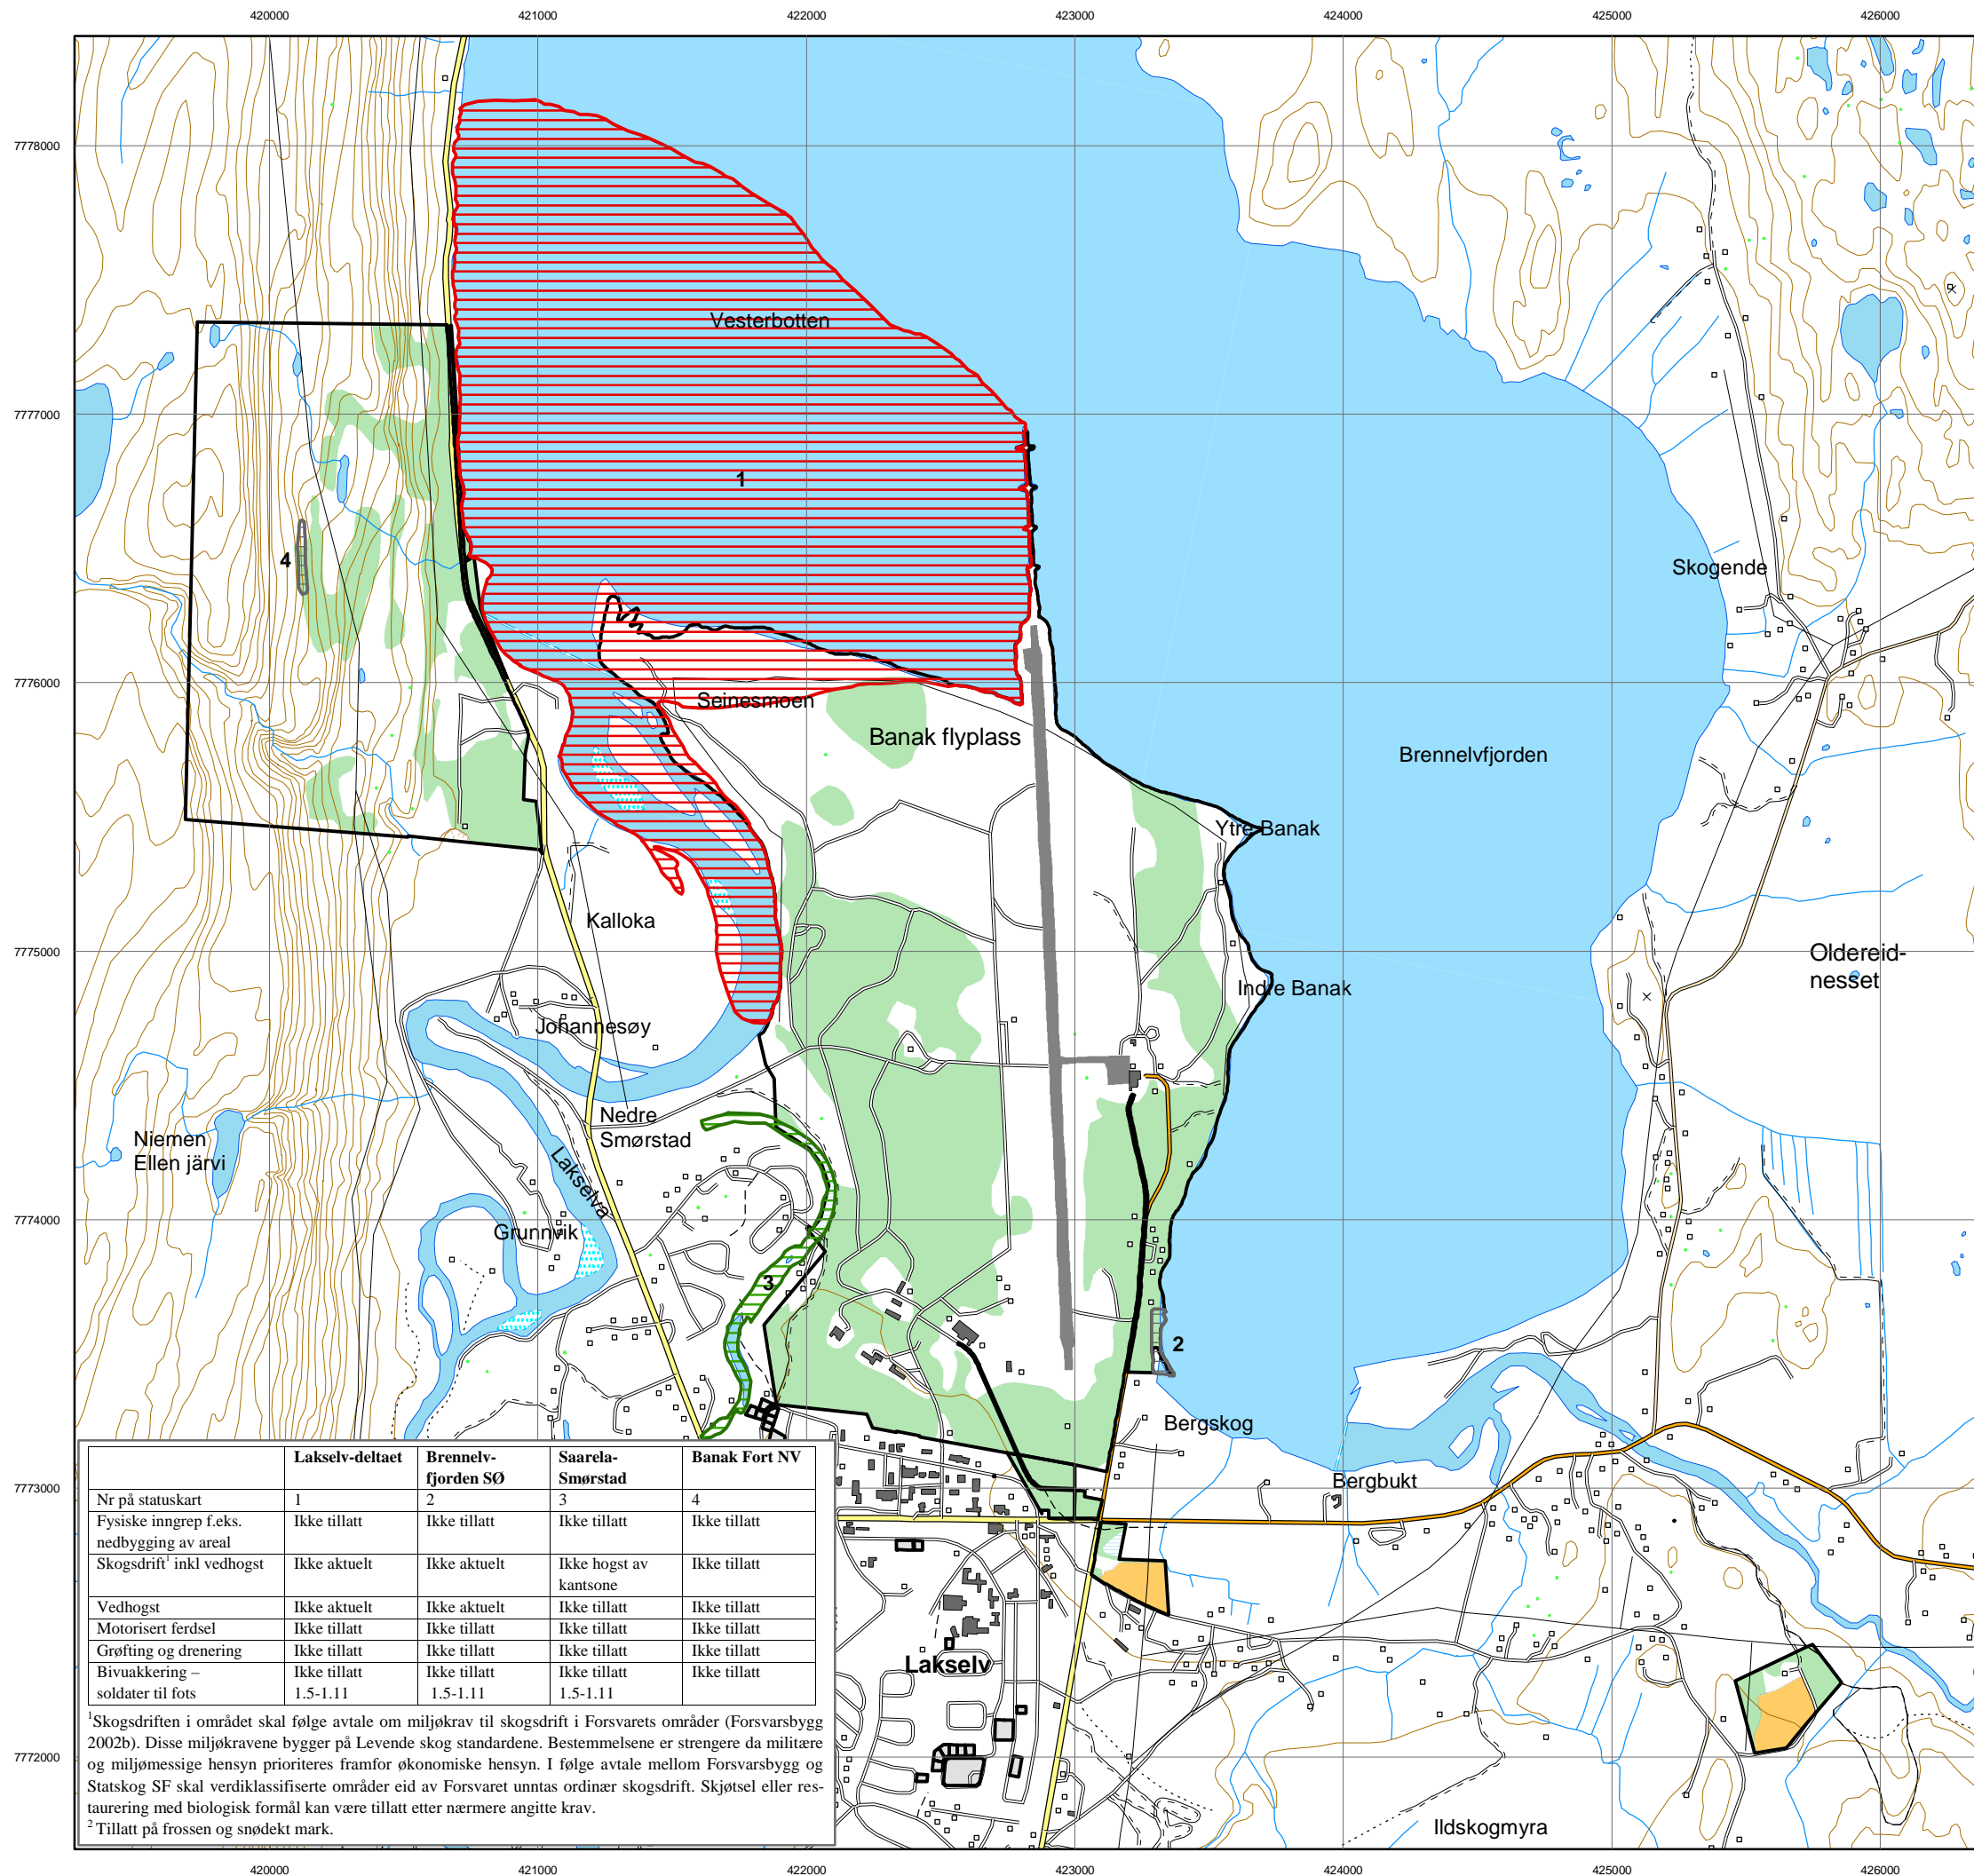 420000 421000 422000 423000 424000 425000 426000
7778000
Vesterbotten
7777000
1
4
Skogende
7776000
Seinesmoen
Banak flyplass
Brennelvfjorden
Ytre Banak
Kalloka
7775000
Oldereid-
nesset
Indre Banak
Johannesøy
Nedre
Smørstad
Niemen
Ellen järvi
Lakselva
7774000
Grunnvik
3
2
Bergskog
7773000
Bergbukt
Lakselv-deltaet Brennelv-fjorden SØ Saarela-Smørstad Banak Fort NV
Nr på statuskart 1 2 3 4
Fysiske inngrep f.eks. nedbygging av areal Ikke tillatt Ikke tillatt Ikke tillatt Ikke tillatt
Skogsdrift1 inkl vedhogst Ikke aktuelt Ikke aktuelt Ikke hogst av kantsone Ikke tillatt
Vedhogst Ikke aktuelt Ikke aktuelt Ikke tillatt Ikke tillatt
Motorisert ferdsel Ikke tillatt Ikke tillatt Ikke tillatt Ikke tillatt
Grøfting og drenering Ikke tillatt Ikke tillatt Ikke tillatt Ikke tillatt
Bivuakkering – soldater til fots Ikke tillatt 1.5-1.11 Ikke tillatt 1.5-1.11 Ikke tillatt 1.5-1.11 Ikke tillatt
1Skogsdriften i området skal følge avtale om miljøkrav til skogsdrift i Forsvarets områder (Forsvarsbygg
2002b). Disse miljøkravene bygger på Levende skog standardene. Bestemmelsene er strengere da militære
og miljømessige hensyn prioriteres framfor økonomiske hensyn. I følge avtale mellom Forsvarsbygg og
Statskog SF skal verdiklassifiserte områder eid av Forsvaret unntas ordinær skogsdrift. Skjøtsel eller res-
taurering med biologisk formål kan være tillatt etter nærmere angitte krav.
2 Tillatt på frossen og snødekt mark.
Lakselv
7772000
Ildskogmyra
420000 421000 422000 423000 424000 425000 426000